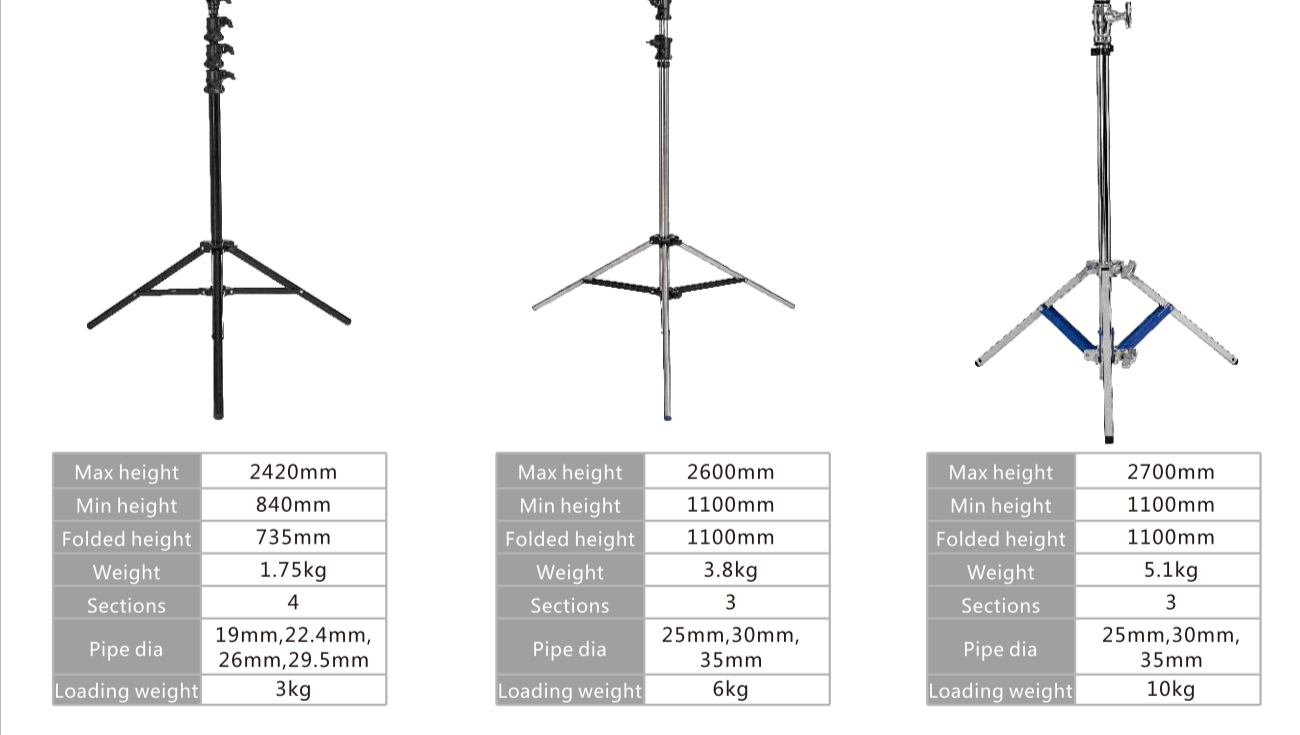 Max height 2420mm
Min height 840mm
Folded height 735mm
Weight 1.75kg
Sections 4
Pipe dia 19mm,22.4mm,
26mm,29.5mm
Loading weight 3kg
Max height 2600mm
Min height 1100mm
Folded height 1100mm
Weight 3.8kg
Sections 3
Pipe dia 25mm,30mm,
35mm
Loading weight 6kg
Max height 2700mm
Min height 1100mm
Folded height 1100mm
Weight 5.1kg
Sections 3
Pipe dia 25mm,30mm,
35mm
Loading weight 10kg